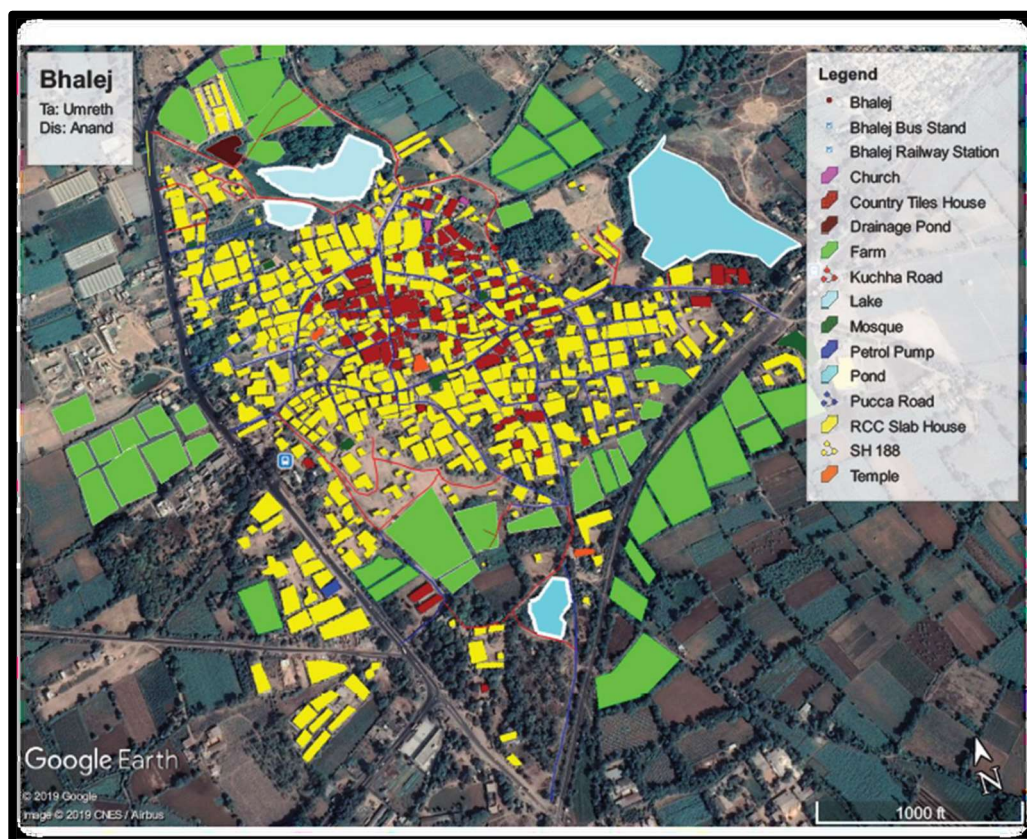 Bhalej
Ta: Umreth
Dis: Anand
Legend
Bhalej
Bhalej Bus Stand
Bhalej Railway Station
Church
Country Tiles House
Drainage Pond
Farm
Kuchha Road
Lake
Mosque
Petrol Pump
Pond
Pucca Road
RCC Slab House
SH 188
Temple
Google Earth
© 2019 Google
Image © 2019 CNES / Airbus
N
1000 ft